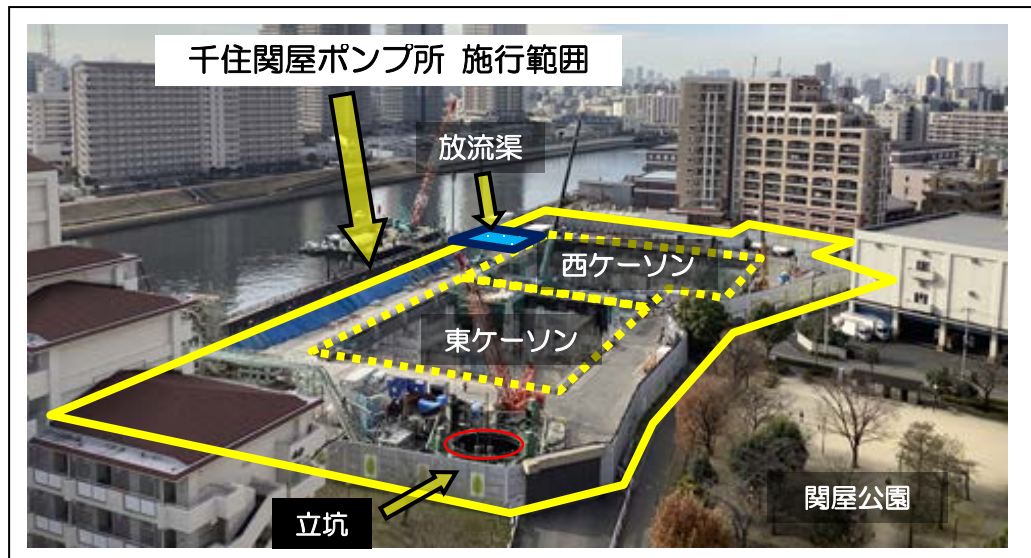 千住関屋ポンプ所 施行範囲
放流渠
西ケーソン
東ケーソン
立坑
関屋公園